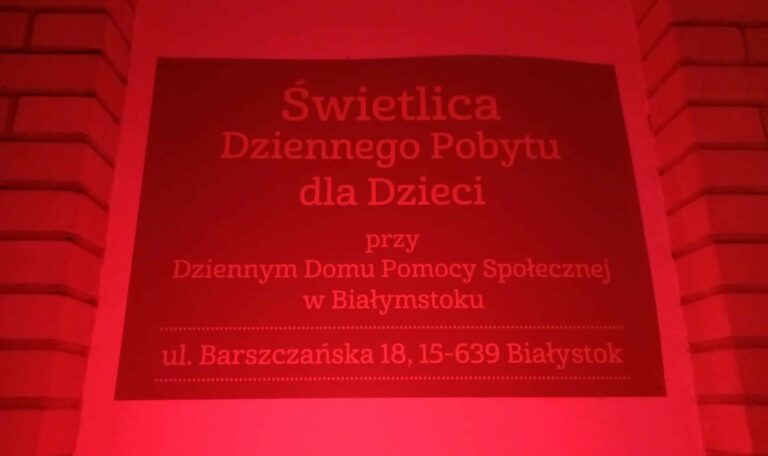 Świetlica
Dziennego Pobytu
dla Dzieci
przy
Dziennym Domu Pomocy Społecznej
w Białymstoku
ul. Barszczańska 18, 15-639 Białystok